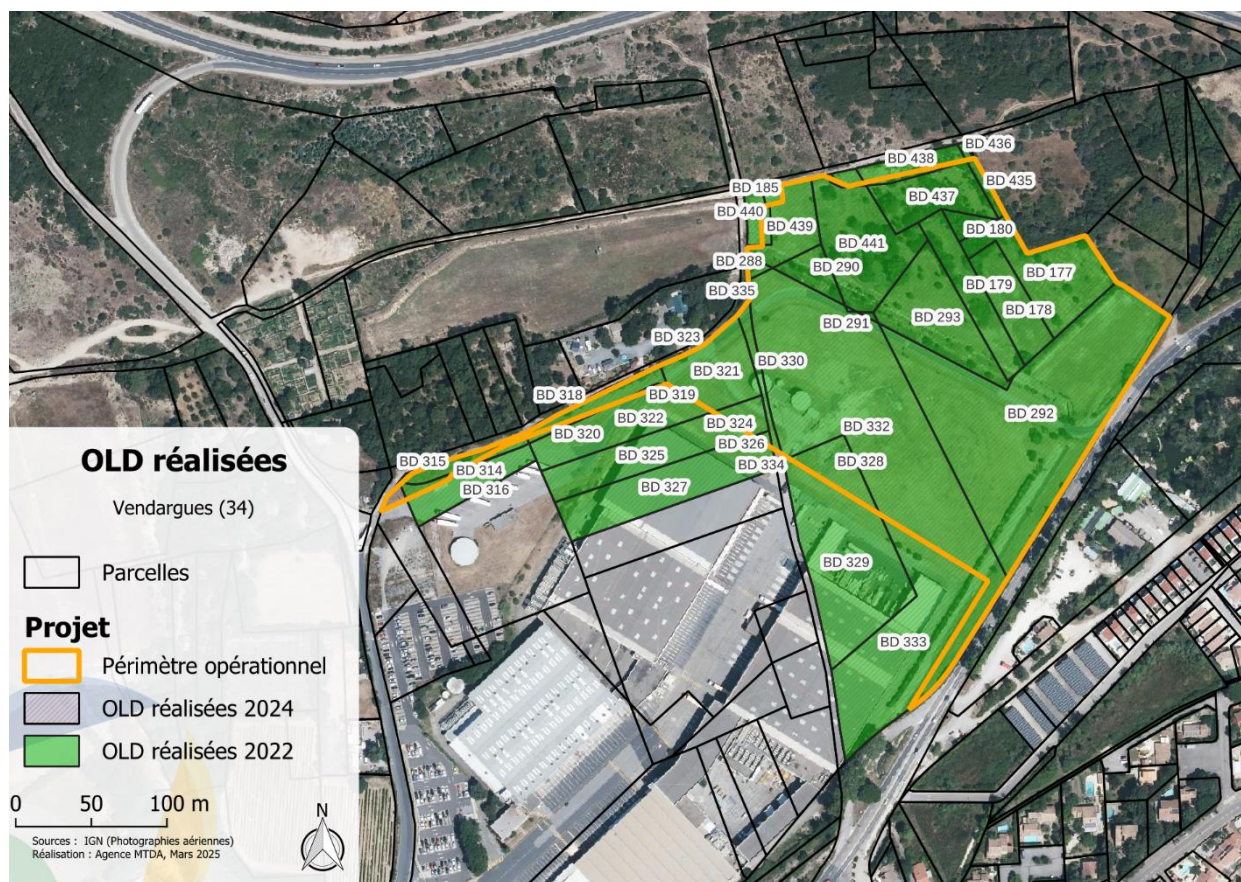 BD 436
BD 438
BD 435
BD 185
BD 437
BD 440
BD 439
BD 180
BD 441
BD 288
BD 290
BD 177
BD 335
BD 179
BD 178
BD 293
BD 291
BD 323
BD 330
BD 321
BD 318
BD 319
BD 292
BD 322
BD 324
BD 332
BD 320
BD 326
BD 325
BD 334
BD 328
BD 315
BD 314
BD 316
BD 327
BD 329
BD 333
OLD réalisées
Vendargues (34)
Parcelles
Projet
Périmètre opérationnel
OLD réalisées 2024
OLD réalisées 2022
0 50 100 m
N
Sources : IGN (Photographies aériennes)
Réalisation : Agence MTDA, Mars 2025